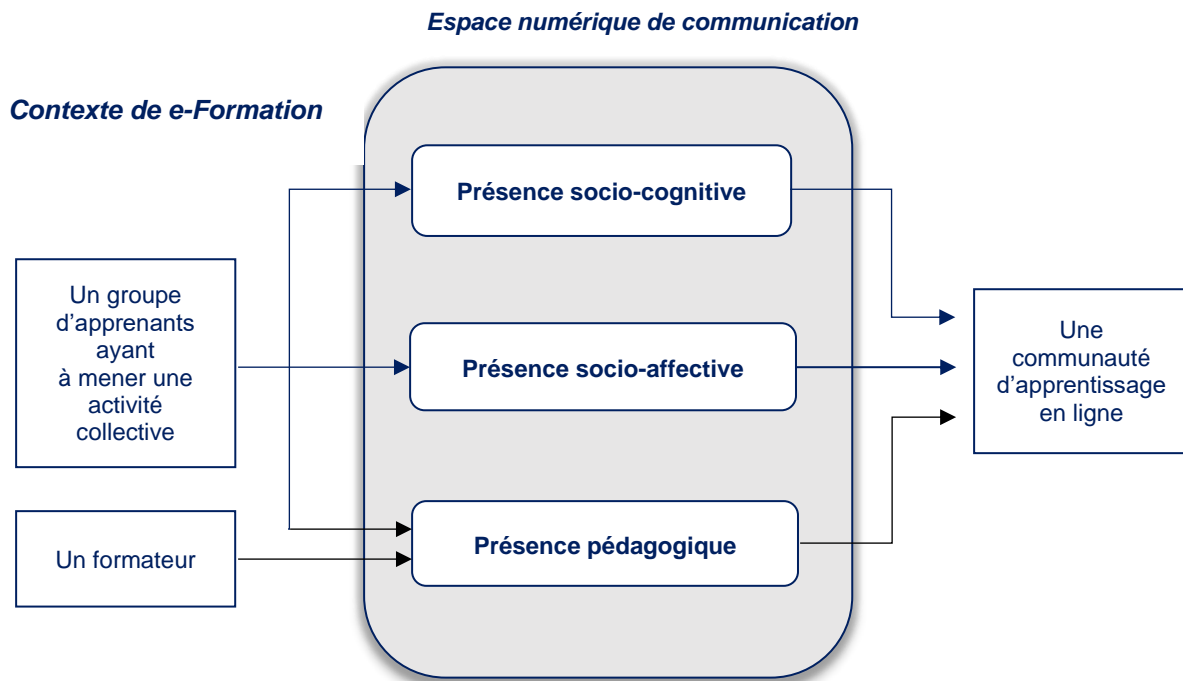 Espace numérique de communication
Contexte de e-Formation
Présence socio-cognitive
Un groupe
d’apprenants
ayant
à mener une
activité
collective
Présence socio-affective
Une
communauté
d’apprentissage
en ligne
Un formateur
Présence pédagogique